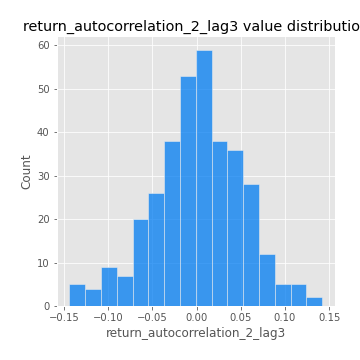 return_autocorrelation_2_lag3 value distributio
60
50
40
30
20
10
0
Count
−0.15 −0.10 −0.05 0.00 0.05 0.10 0.15
return_autocorrelation_2_lag3